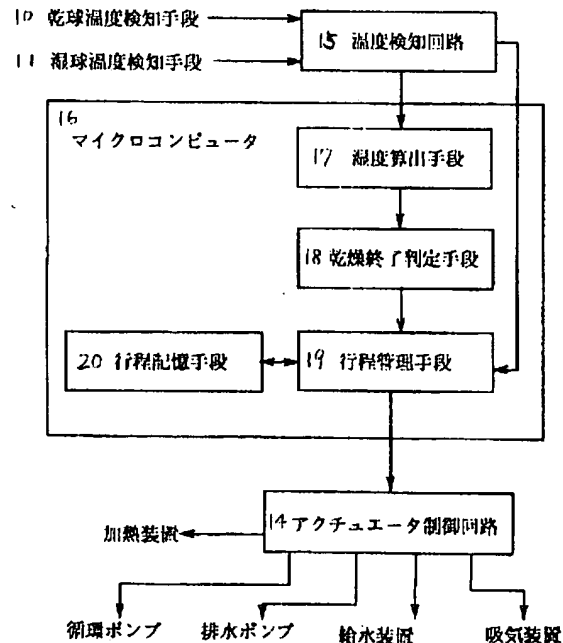 10 乾球温度検知手段
11 湿球温度検知手段
15 温度検知回路
16
マイクロコンピュータ
17 湿度算出手段
18 乾燥終了判定手段
20 行程記憶手段
19 行程管理手段
14 アクチュエータ制御回路
加熱装置
循環ポンプ
排水ポンプ
給水装置
吸気装置